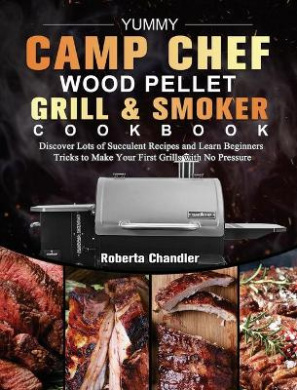 YUMMY
CAMP CHEF
WOOD PELLET
GRILL & SMOKER
COOKBOOK
Discover Lots of Succulent Recipes and Learn Beginners
Tricks to Make Your First Grills with No Pressure
Roberta Chandler